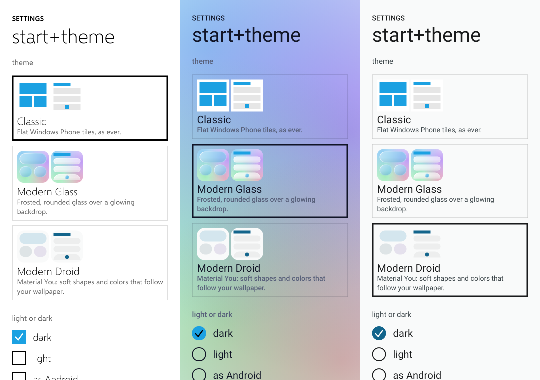 SETTINGS
start+theme
theme
Classic
Flat Windows Phone tiles, as ever.
Modern Glass
Frosted, rounded glass over a glowing
backdrop.
Modern Droid
Material You: soft shapes and colors that follow
your wallpaper.
light or dark
dark
light
as Android
SETTINGS
start+theme
theme
Classic
Flat Windows Phone tiles, as ever.
Modern Glass
Frosted, rounded glass over a glowing
backdrop.
Modern Droid
Material You: soft shapes and colors that
follow your wallpaper.
light or dark
dark
light
as Android
SETTINGS
start+theme
theme
Classic
Flat Windows Phone tiles, as ever.
Modern Glass
Frosted, rounded glass over a glowing
backdrop
Modern Droid
Material You: soft shapes and colors that
follow your wallpaper.
light or dark
dark
light
as Android